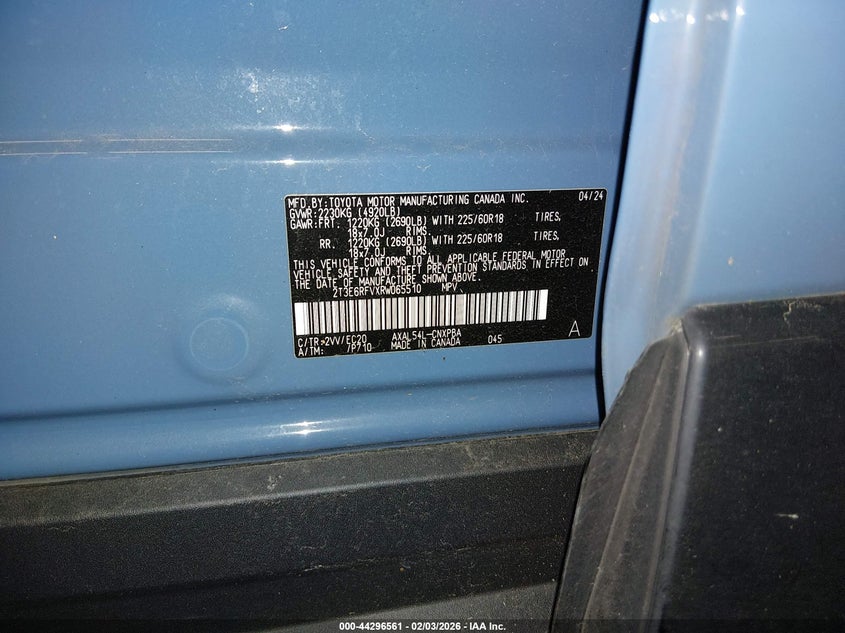 MFD.BY:TOYOTA MOTOR MANUFACTURING CANADA INC. 04/24
GVWR:2230KG (4920LB)
GAWR:FRT. 1220KG (2690LB) WITH 225/60R18 TIRES,
18x7.0J RIMS.
RR. 1220KG (2690LB) WITH 225/60R18 TIRES,
18x7.0J RIMS.
THIS VEHICLE CONFORMS TO ALL APPLICABLE FEDERAL MOTOR
VEHICLE SAFETY AND THEFT PREVENTION STANDARDS IN EFFECT ON
THE DATE OF MANUFACTURE SHOWN ABOVE.
2T3E6RFVXRW065510 MPV
C/TR:2VV/EC20 AXAL54L-CNXPBA A
A/TM: 7P710 MADE IN CANADA 045
000-44296561 - 02/03/2026 - IAA Inc.